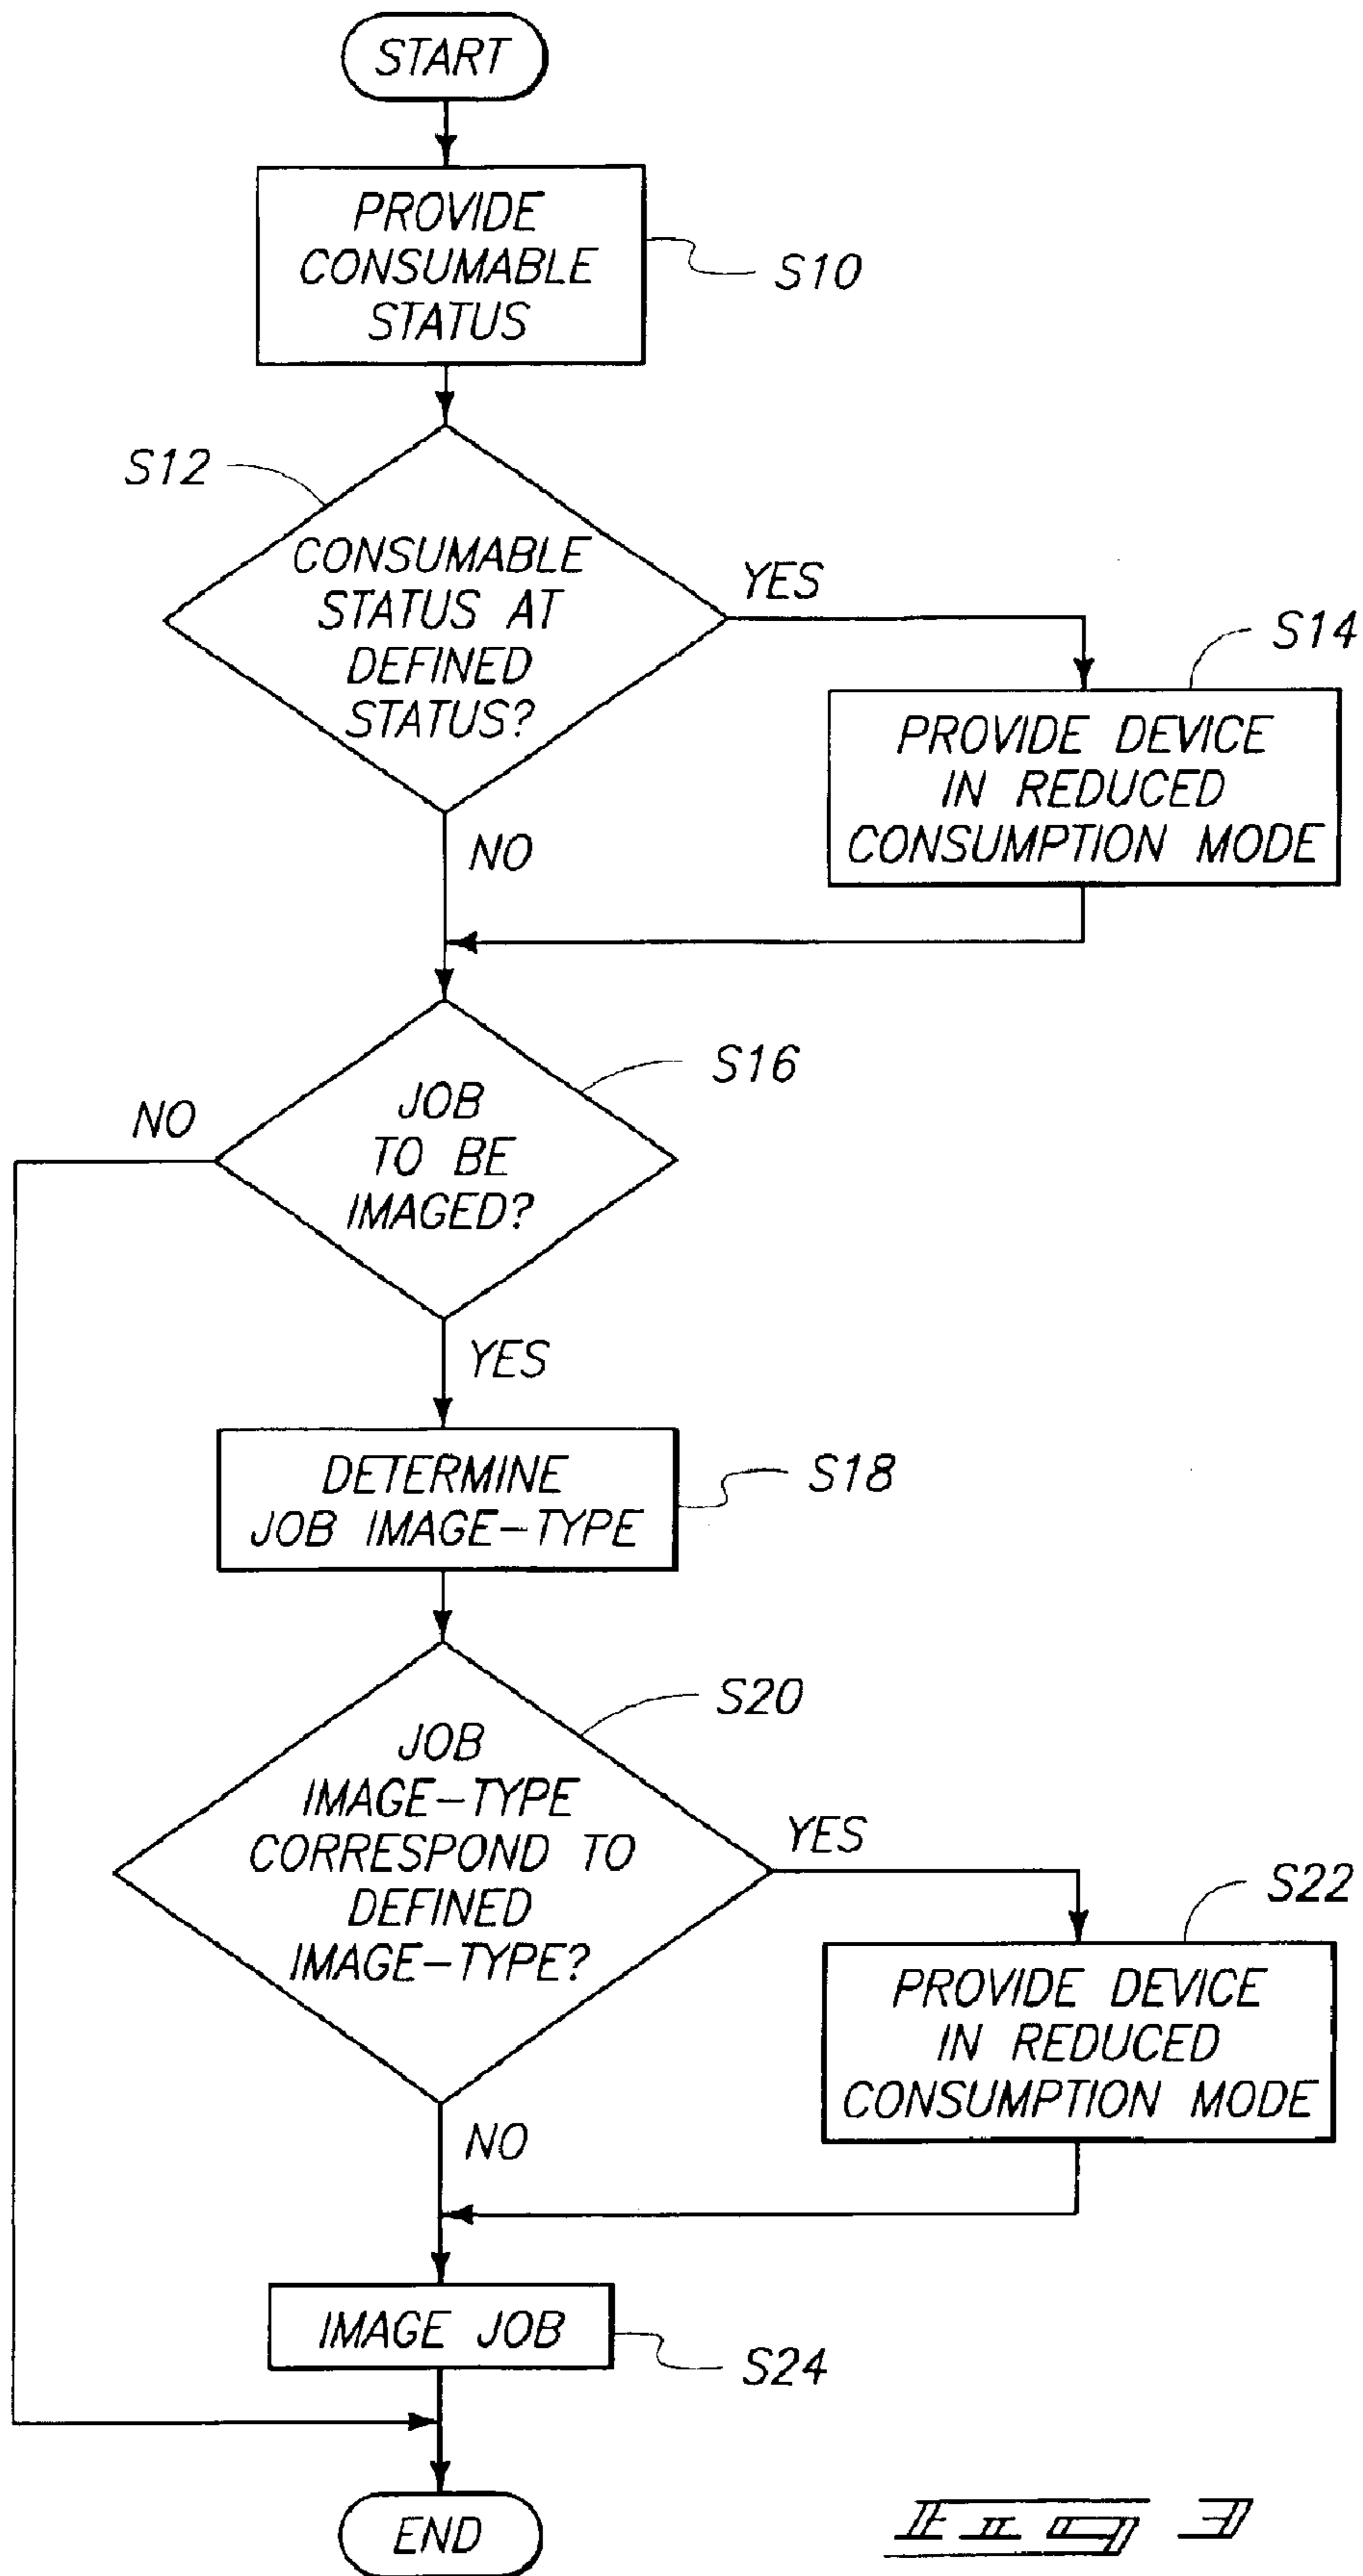 START
PROVIDE
CONSUMABLE
STATUS
S10
S12
CONSUMABLE
STATUS AT
DEFINED
STATUS?
YES
S14
PROVIDE DEVICE
IN REDUCED
CONSUMPTION MODE
NO
S16
JOB
TO BE
IMAGED?
NO
YES
DETERMINE
JOB IMAGE-TYPE
S18
S20
JOB
IMAGE-TYPE
CORRESPOND TO
DEFINED
IMAGE-TYPE?
YES
S22
PROVIDE DEVICE
IN REDUCED
CONSUMPTION MODE
NO
IMAGE JOB
S24
END
FIG 3